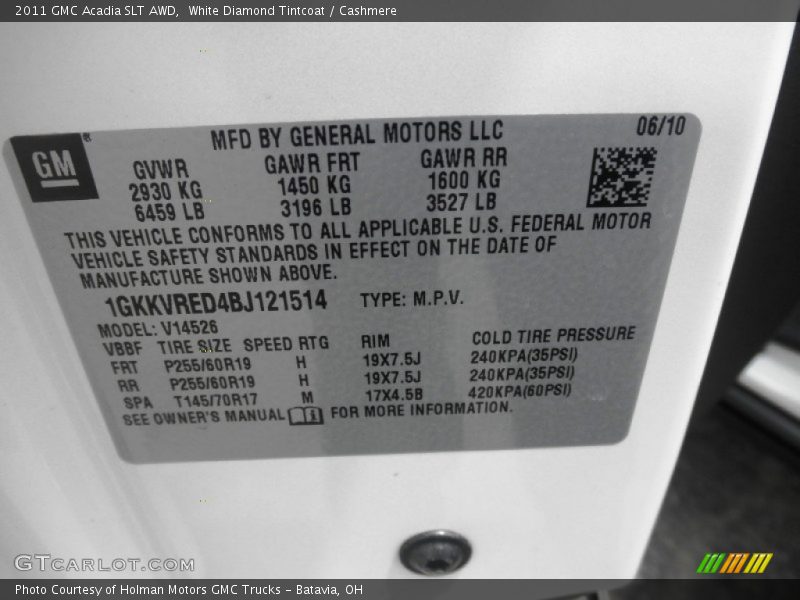 2011 GMC Acadia SLT AWD,  White Diamond Tintcoat / Cashmere
GM
MFD BY GENERAL MOTORS LLC 06/10
GVWR GAWR FRT GAWR RR
2930 KG 1450 KG 1600 KG
6459 LB 3196 LB 3527 LB
THIS VEHICLE CONFORMS TO ALL APPLICABLE U.S. FEDERAL MOTOR
VEHICLE SAFETY STANDARDS IN EFFECT ON THE DATE OF
MANUFACTURE SHOWN ABOVE.
1GKKVRED4BJ121514 TYPE: M.P.V.
MODEL: V14526
VBBF TIRE SIZE SPEED RTG RIM COLD TIRE PRESSURE
FRT P255/60R19 H 19X7.5J 240KPA(35PSI)
RR P255/60R19 H 19X7.5J 240KPA(35PSI)
SPA T145/70R17 M 17X4.5B 420KPA(60PSI)
SEE OWNER'S MANUAL FOR MORE INFORMATION.
GTCARLOT.COM
Photo Courtesy of Holman Motors GMC Trucks - Batavia, OH